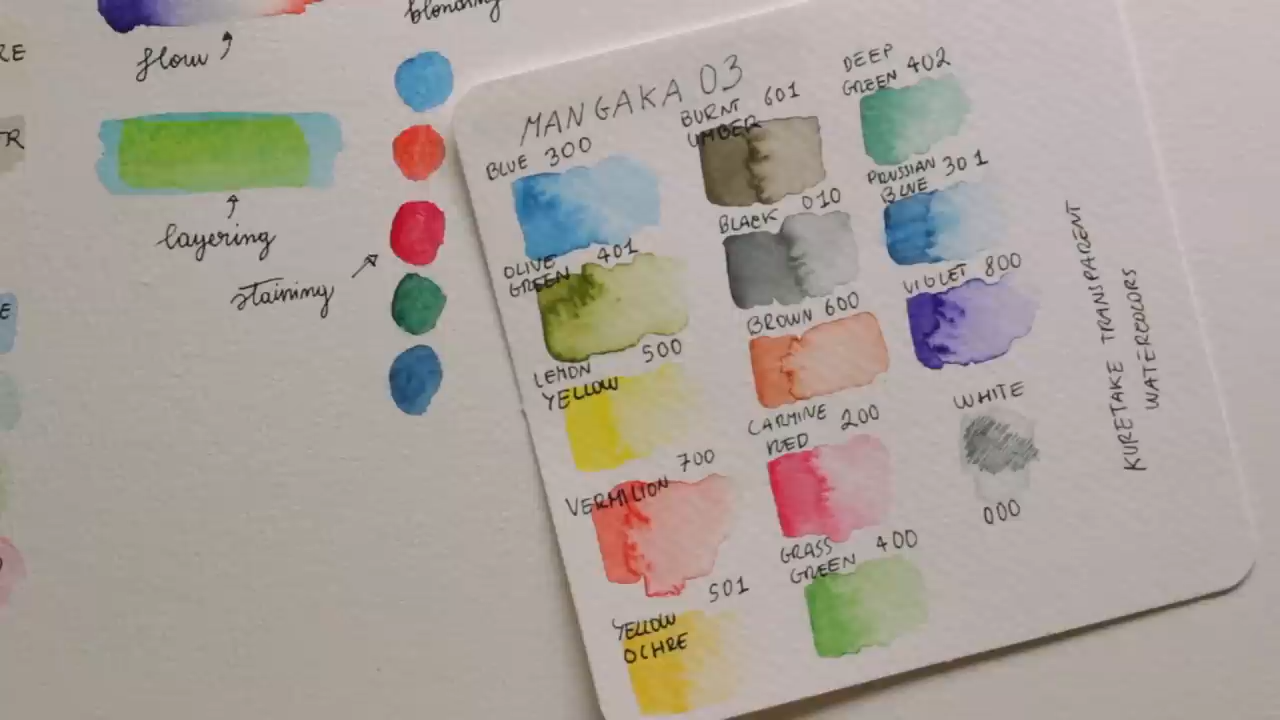 blending
RE
flow
TR
layering
staining
E
MANGAKA 03
BLUE 300
OLIVE
GREEN 401
LEMON 500
YELLOW
VERMILION 700
YELLOW 501
OCHRE
BURNT 601
UMBER
BLACK 010
BROWN 600
CARMINE
RED 200
GRASS
GREEN 400
DEEP
GREEN 402
PRUSSIAN
BLUE 301
VIOLET 800
WHITE
000
KURETAKE TRANSPARENT
WATERCOLORS